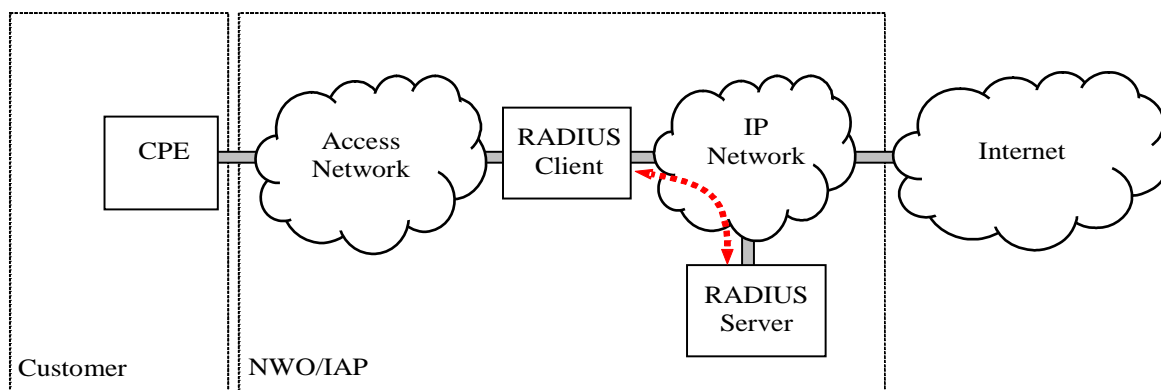 CPE
Access
Network
RADIUS
Client
IP
Network
Internet
RADIUS
Server
Customer
NWO/IAP